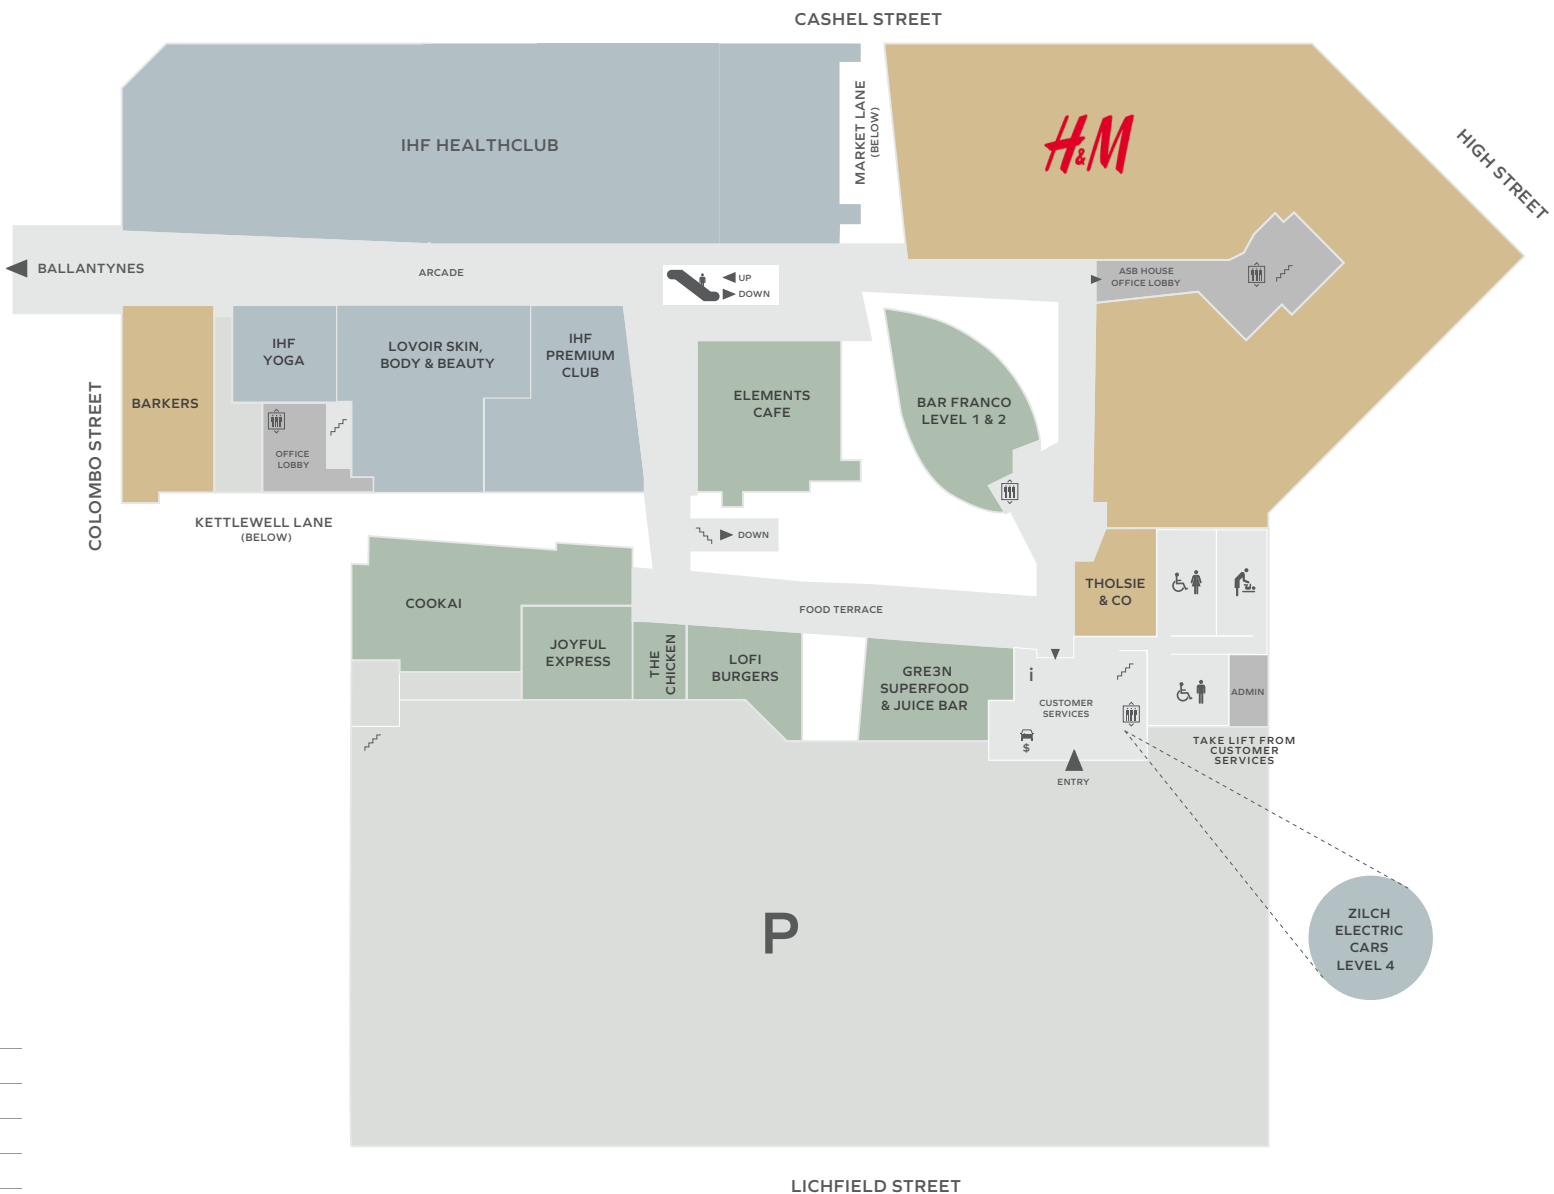 CASHEL STREET
IHF HEALTHCLUB
MARKET LANE
(BELOW)
H&M
HIGH STREET
BALLANTYNES
ARCADE
UP
DOWN
ASB HOUSE
OFFICE LOBBY
COLOMBO STREET
BARKERS
IHF
YOGA
LOVOIR SKIN,
BODY & BEAUTY
IHF
PREMIUM
CLUB
ELEMENTS
CAFE
BAR FRANCO
LEVEL 1 & 2
OFFICE
LOBBY
KETTLEWELL LANE
(BELOW)
DOWN
COOKAI
JOYFUL
EXPRESS
THE
CHICKEN
LOFI
BURGERS
FOOD TERRACE
GRE3N
SUPERFOOD
& JUICE BAR
THOLSIE
& CO
i
CUSTOMER
SERVICES
$
ADMIN
ENTRY
TAKE LIFT FROM
CUSTOMER
SERVICES
P
ZILCH
ELECTRIC
CARS
LEVEL 4
LICHFIELD STREET